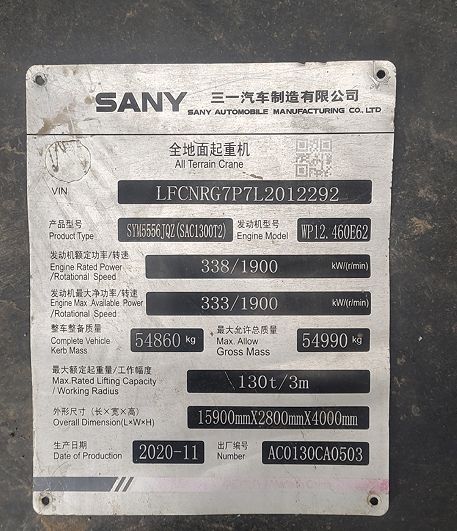 SANY 三一汽车制造有限公司
SANY AUTOMOBILE MANUFACTURING CO., LTD
全地面起重机
All Terrain Crane
VIN LFCNRG7P7L2012292
产品型号 Product Type SYM5556JQZ(SAC1300T2) 发动机型号 Engine Model WP12.460E62
发动机额定功率/转速
Engine Rated Power 338/1900 kW/(r/min)
/Rotational Speed
发动机最大净功率/转速
Engine Max.Available Power 333/1900 kW/(r/min)
/Rotational Speed
整车整备质量 最大允许总质量
Complete Vehicle 54860 kg Max. Allow 54990 kg
Kerb Mass Gross Mass
最大额定起重量/工作幅度
Max.Rated Lifting Capacity 130t/3m
/ Working Radius
外形尺寸（长×宽×高） 15900mmX2800mmX4000mm
Overall Dimension(L×W×H)
生产日期 2020-11 出厂编号 AC0130CA0503
Date of Production Number